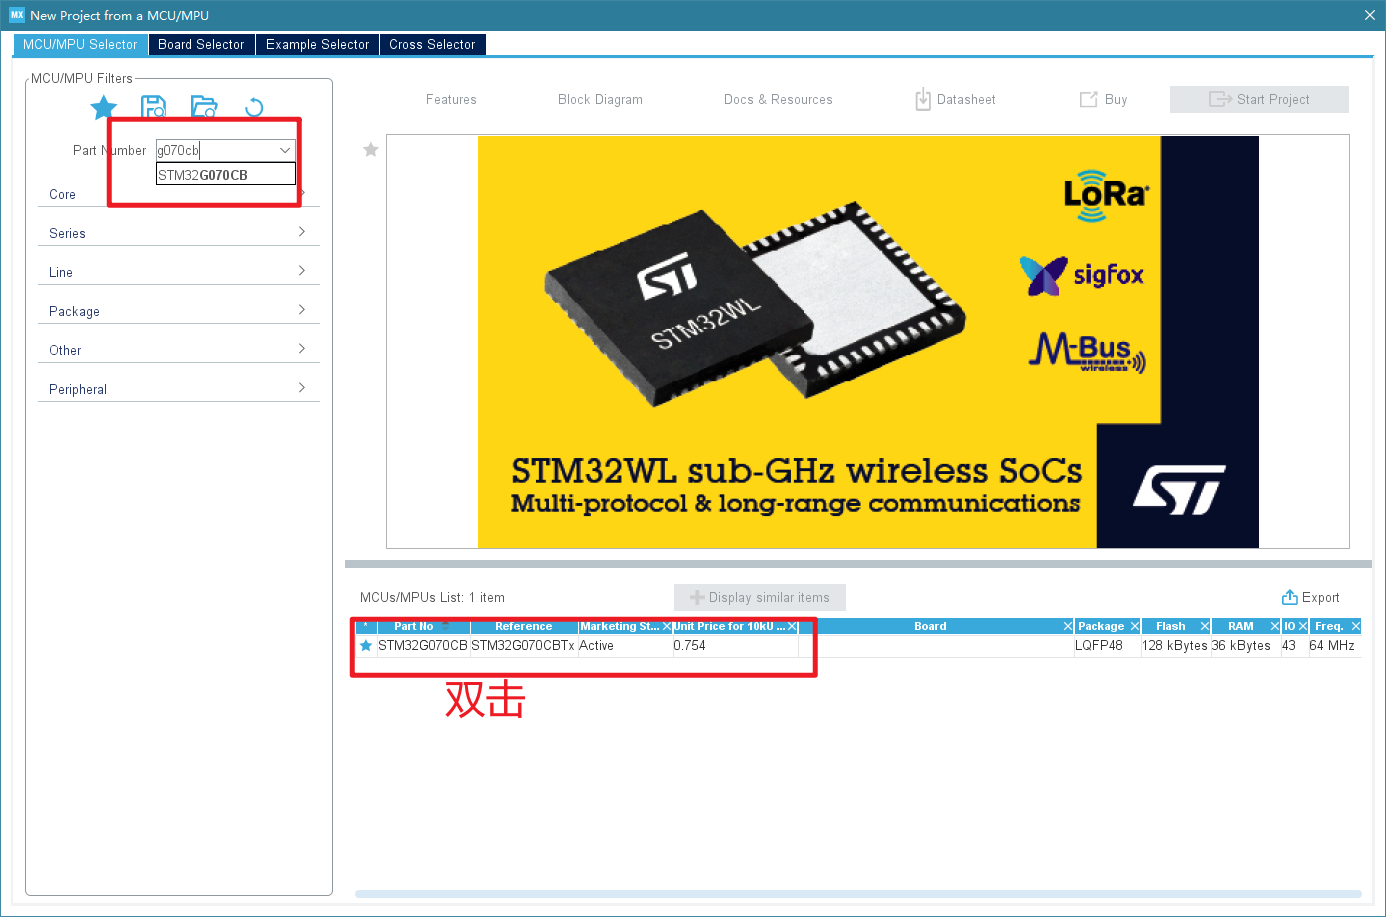 MX New Project from a MCU/MPU
MCU/MPU Selector Board Selector Example Selector Cross Selector
MCU/MPU Filters
Part Number g070cb
STM32G070CB
Core
Series
Line
Package
Other
Peripheral
Features Block Diagram Docs & Resources Datasheet Buy Start Project
LoRa
sigfox
M-Bus
wireless
ST
STM32WL
STM32WL sub-GHz wireless SoCs
Multi-protocol & long-range communications
ST
MCUs/MPUs List: 1 item Display similar items Export
* Part No Reference Marketing St... Unit Price for 10kU ... Board Package Flash RAM IO Freq.
STM32G070CB STM32G070CBTx Active 0.754 LQFP48 128 kBytes 36 kBytes 43 64 MHz
双击